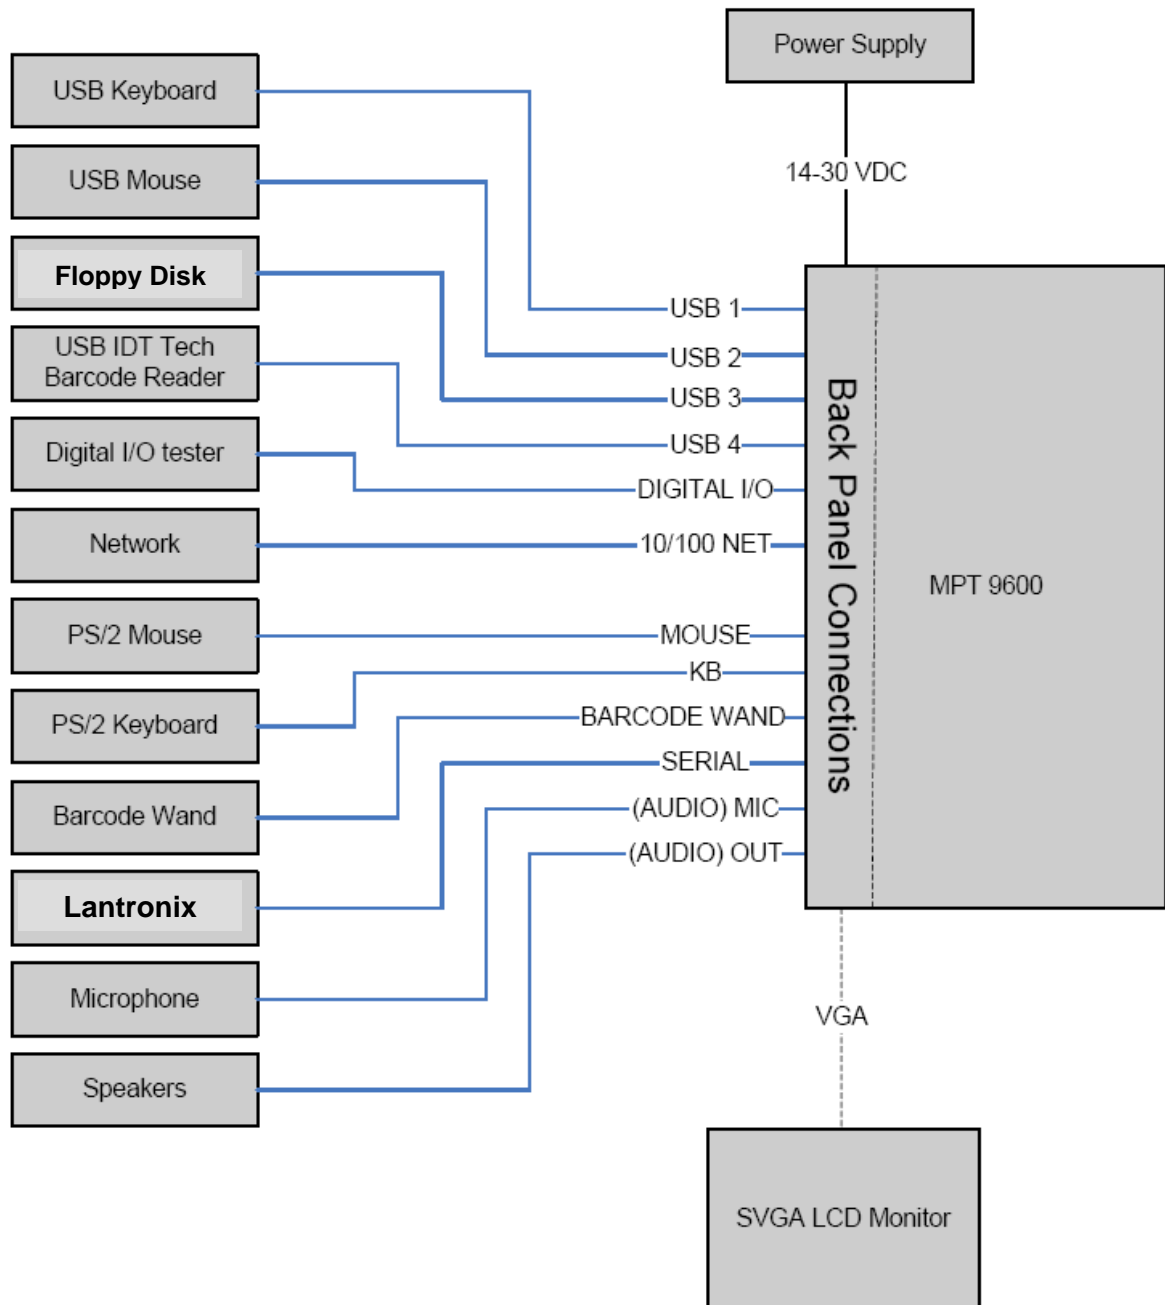 Power Supply
14-30 VDC
USB Keyboard
USB Mouse
Floppy Disk
USB IDT Tech
Barcode Reader
Digital I/O tester
Network
PS/2 Mouse
PS/2 Keyboard
Barcode Wand
Lantronix
Microphone
Speakers
USB 1
USB 2
USB 3
USB 4
DIGITAL I/O
10/100 NET
MOUSE
KB
BARCODE WAND
SERIAL
(AUDIO) MIC
(AUDIO) OUT
Back Panel Connections
MPT 9600
VGA
SVGA LCD Monitor